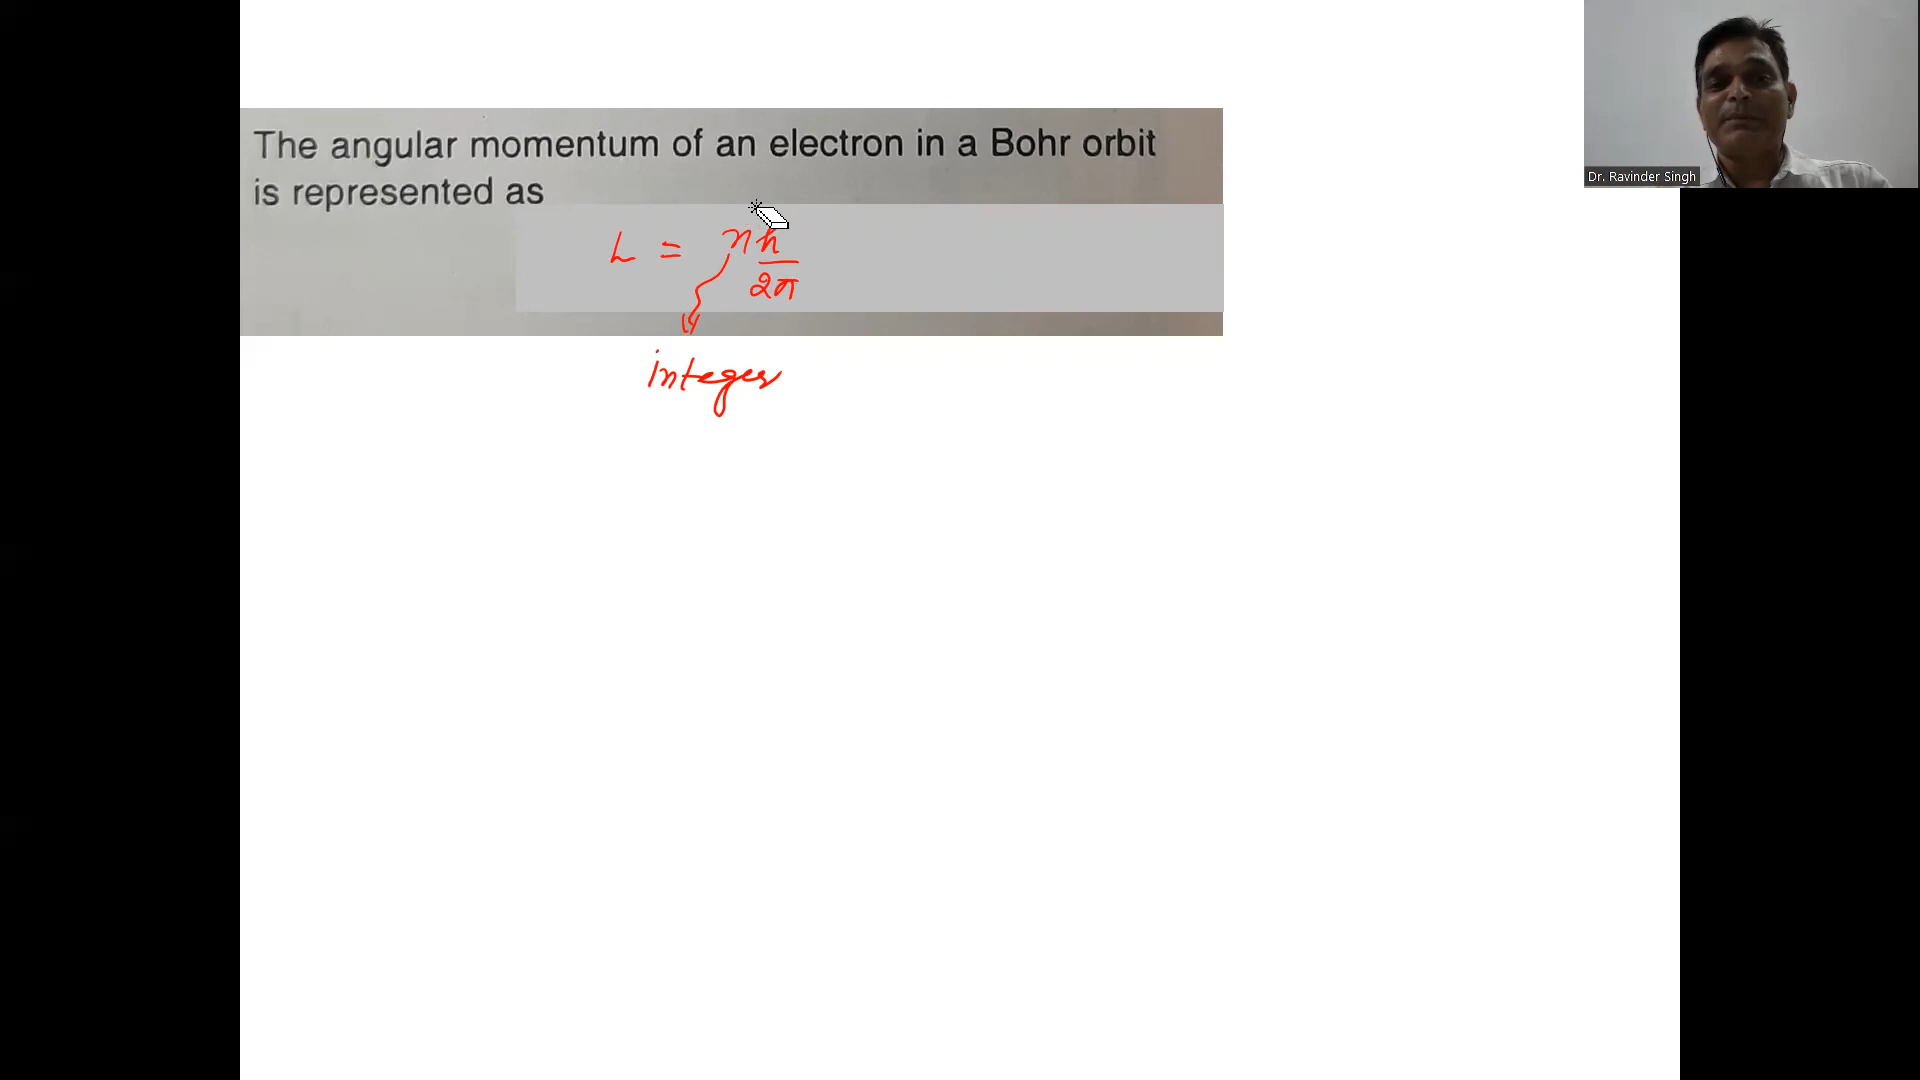 The angular momentum of an electron in a Bohr orbit
is represented as
L = nh
2π
integer
Dr. Ravinder Singh